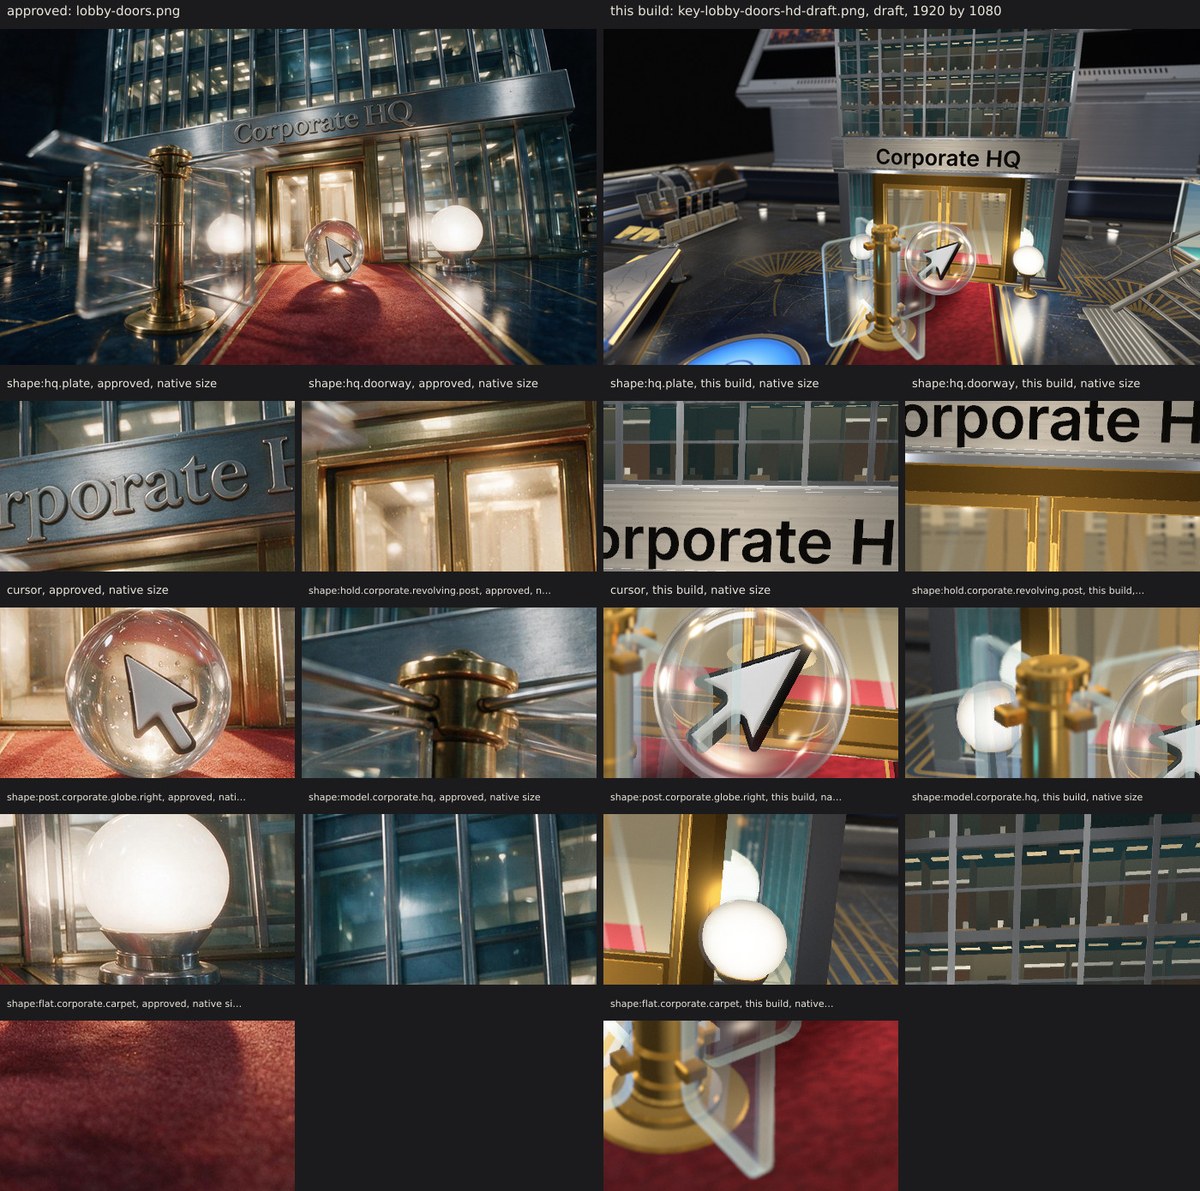 approved: lobby-doors.png
this build: key-lobby-doors-hd-draft.png, draft, 1920 by 1080
Corporate HQ
Corporate HQ
shape:hq.plate, approved, native size
shape:hq.doorway, approved, native size
shape:hq.plate, this build, native size
shape:hq.doorway, this build, native size
rporate H
orporate H
orporate H
cursor, approved, native size
shape:hold.corporate.revolving.post, approved, n...
cursor, this build, native size
shape:hold.corporate.revolving.post, this build,...
shape:post.corporate.globe.right, approved, nati...
shape:model.corporate.hq, approved, native size
shape:post.corporate.globe.right, this build, na...
shape:model.corporate.hq, this build, native size
shape:flat.corporate.carpet, approved, native si...
shape:flat.corporate.carpet, this build, native...